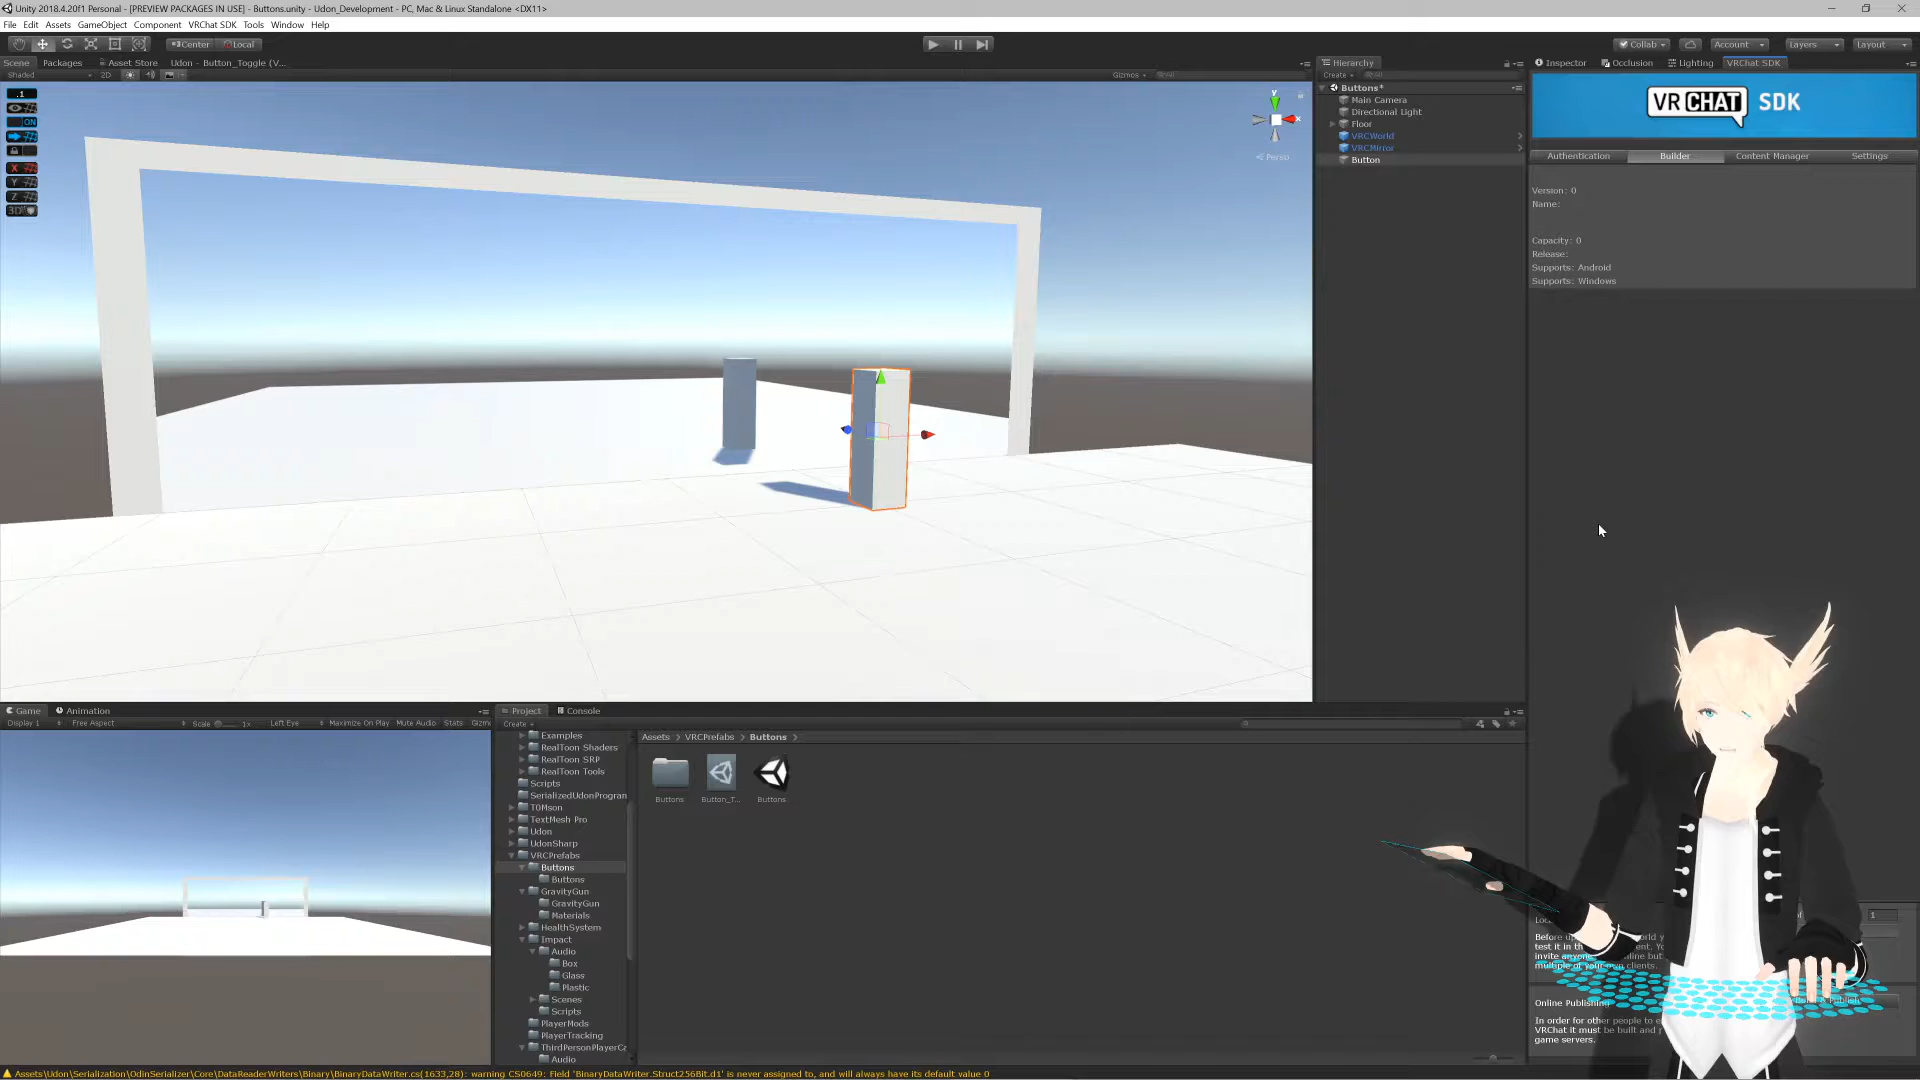 Unity 2018.4.20f1 Personal - [PREVIEW PACKAGES IN USE] - Buttons.unity - Udon_Development - PC, Mac & Linux Standalone <DX11>
File Edit Assets GameObject Component VRChat SDK Tools Window Help
Center Local
Collab Account Layers Layout
Scene Packages Asset Store Udon - Button_Toggle (V...
Shaded 2D Gizmos All
.1
ON
X
Y
Z
3D
Y
X
< Persp
Hierarchy
Create All
Buttons*
Main Camera
Directional Light
Floor
VRCWorld
VRCMirror
Button
Inspector Occlusion Lighting VRChat SDK
VR CHAT SDK
Authentication Builder Content Manager Settings
Version: 0
Name:
Capacity: 0
Release:
Supports: Android
Supports: Windows
Game Animation
Display 1 Free Aspect Scale 1x Left Eye Maximize On Play Mute Audio Stats Gizm
Project Console
Create
Examples
RealToon Shaders
RealToon SRP
RealToon Tools
Scripts
SerializedUdonProgran
T0Mson
TextMesh Pro
Udon
UdonSharp
VRCPrefabs
Buttons
Buttons
GravityGun
GravityGun
Materials
HealthSystem
Impact
Audio
Box
Glass
Plastic
Scenes
Scripts
PlayerMods
PlayerTracking
ThirdPersonPlayerCa
Audio
Assets > VRCPrefabs > Buttons >
Buttons Button_T... Buttons
1
Online Publishing
In order for other people to e
VRChat it must be built and p
game servers.
Assets\Udon\Serialization\OdinSerializer\Core\DataReaderWriters\Binary\BinaryDataWriter.cs(1633,28): warning CS0649: Field 'BinaryDataWriter.Struct256Bit.d1' is never assigned to, and will always have its default value 0